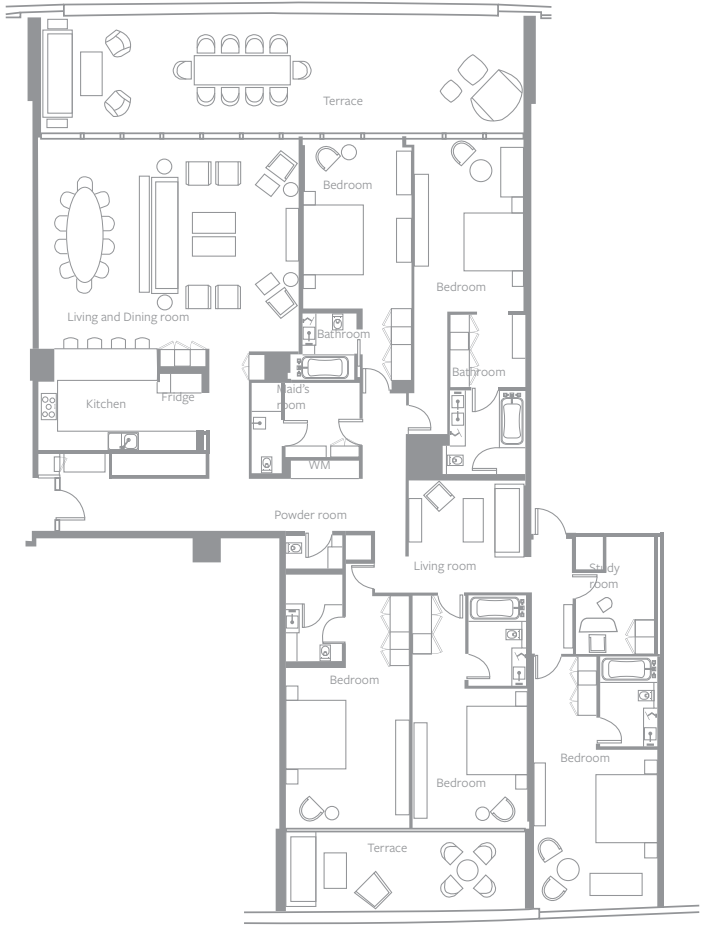 Terrace
Bedroom
Bedroom
Living and Dining room
Bathroom
Bathroom
Maid's
room
Fridge
Kitchen
WM
Powder room
Living room
Study
room
Bedroom
Bedroom
Bedroom
Terrace